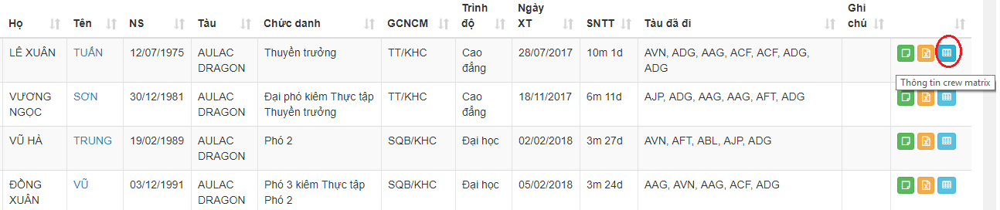 Họ Tên NS Tàu Chức danh GCNCM Trình độ Ngày XT SNTT Tàu đã đi Ghi chú
LÊ XUÂN TUẤN 12/07/1975 AULAC DRAGON Thuyền trưởng TT/KHC Cao đẳng 28/07/2017 10m 1d AVN, ADG, AAG, ACF, ACF, ADG, ADG
Thông tin crew matrix
VƯƠNG NGỌC SƠN 30/12/1981 AULAC DRAGON Đại phó kiêm Thực tập Thuyền trưởng TT/KHC Cao đẳng 18/11/2017 6m 11d AJP, ADG, AAG, AAG, AFT, ADG
VŨ HÀ TRUNG 19/02/1989 AULAC DRAGON Phó 2 SQB/KHC Đại học 02/02/2018 3m 27d AVN, AFT, ABL, AJP, ADG
ĐỒNG XUÂN VŨ 03/12/1991 AULAC DRAGON Phó 3 kiêm Thực tập Phó 2 SQB/KHC Đại học 05/02/2018 3m 24d AAG, AVN, AAG, ACF, ADG